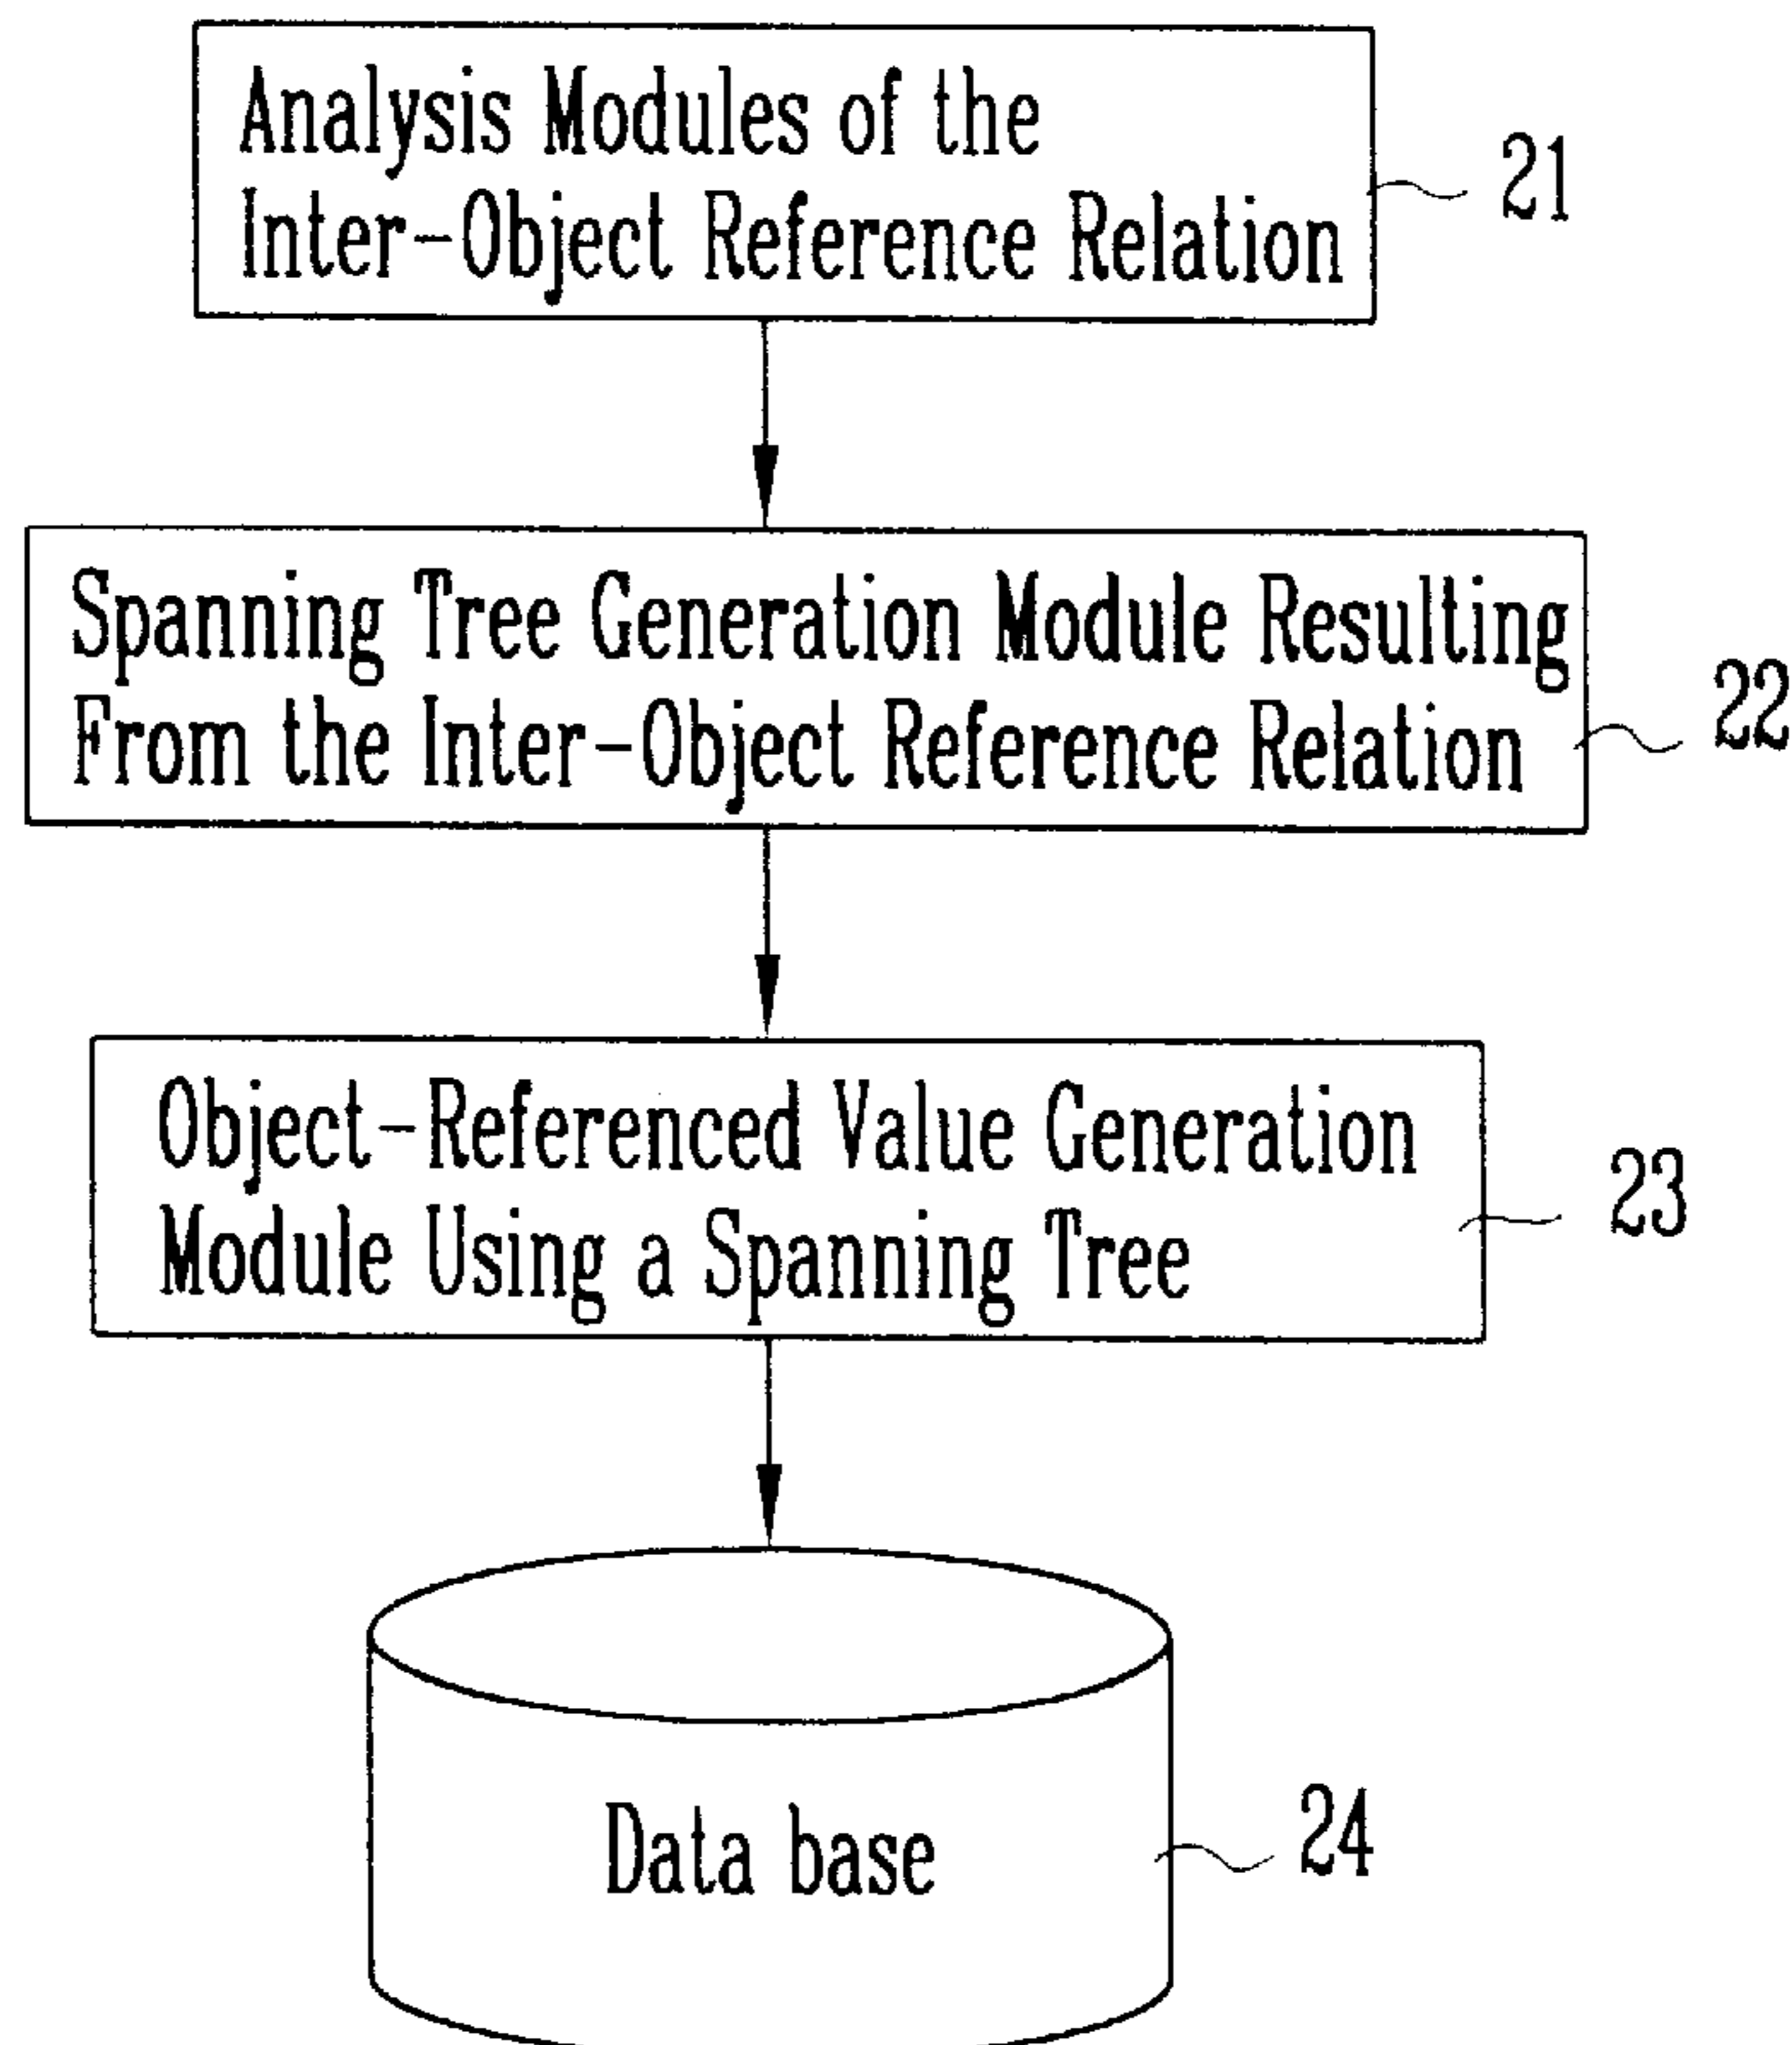 Analysis Modules of the
Inter-Object Reference Relation
21
Spanning Tree Generation Module Resulting
From the Inter-Object Reference Relation
22
Object-Referenced Value Generation
Module Using a Spanning Tree
23
Data base
24